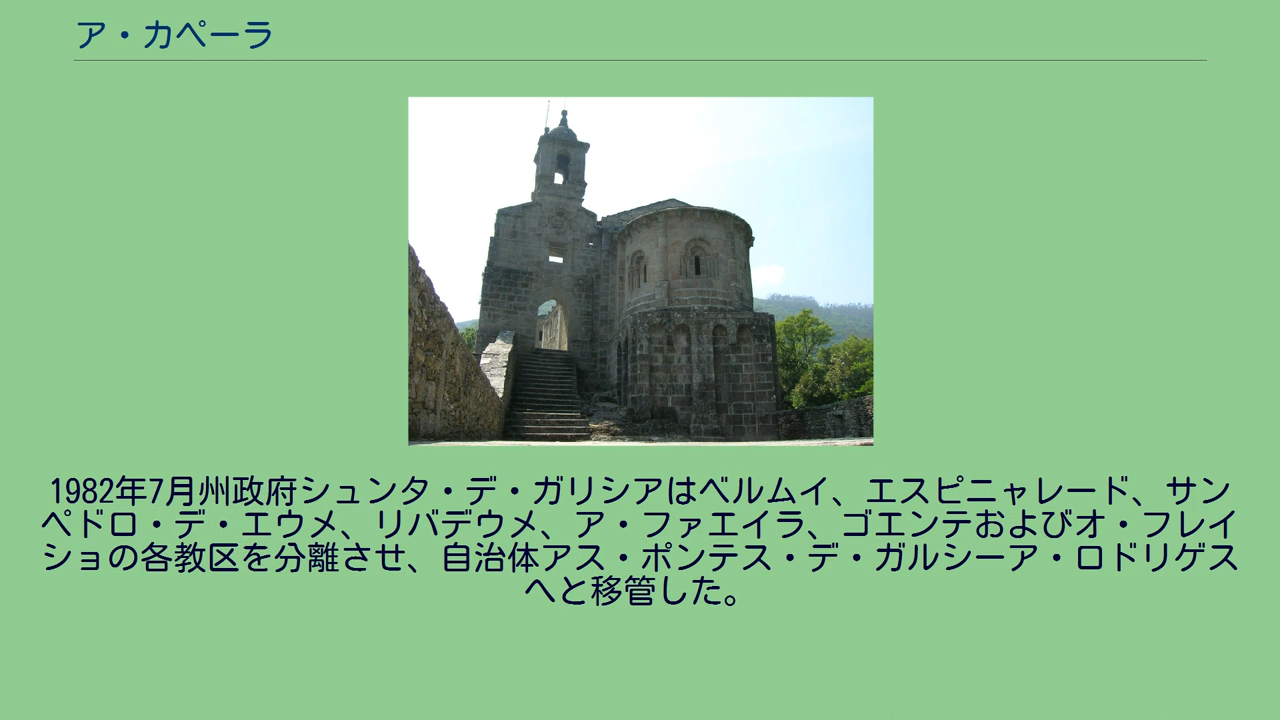 ア・カペーラ
1982年7月州政府シュンタ・デ・ガリシアはベルムイ、エスピニャレード、サン
ペドロ・デ・エウメ、リバデウメ、ア・ファエイラ、ゴエンテおよびオ・フレイ
ショの各教区を分離させ、自治体アス・ポンテス・デ・ガルシーア・ロドリゲス
へと移管した。